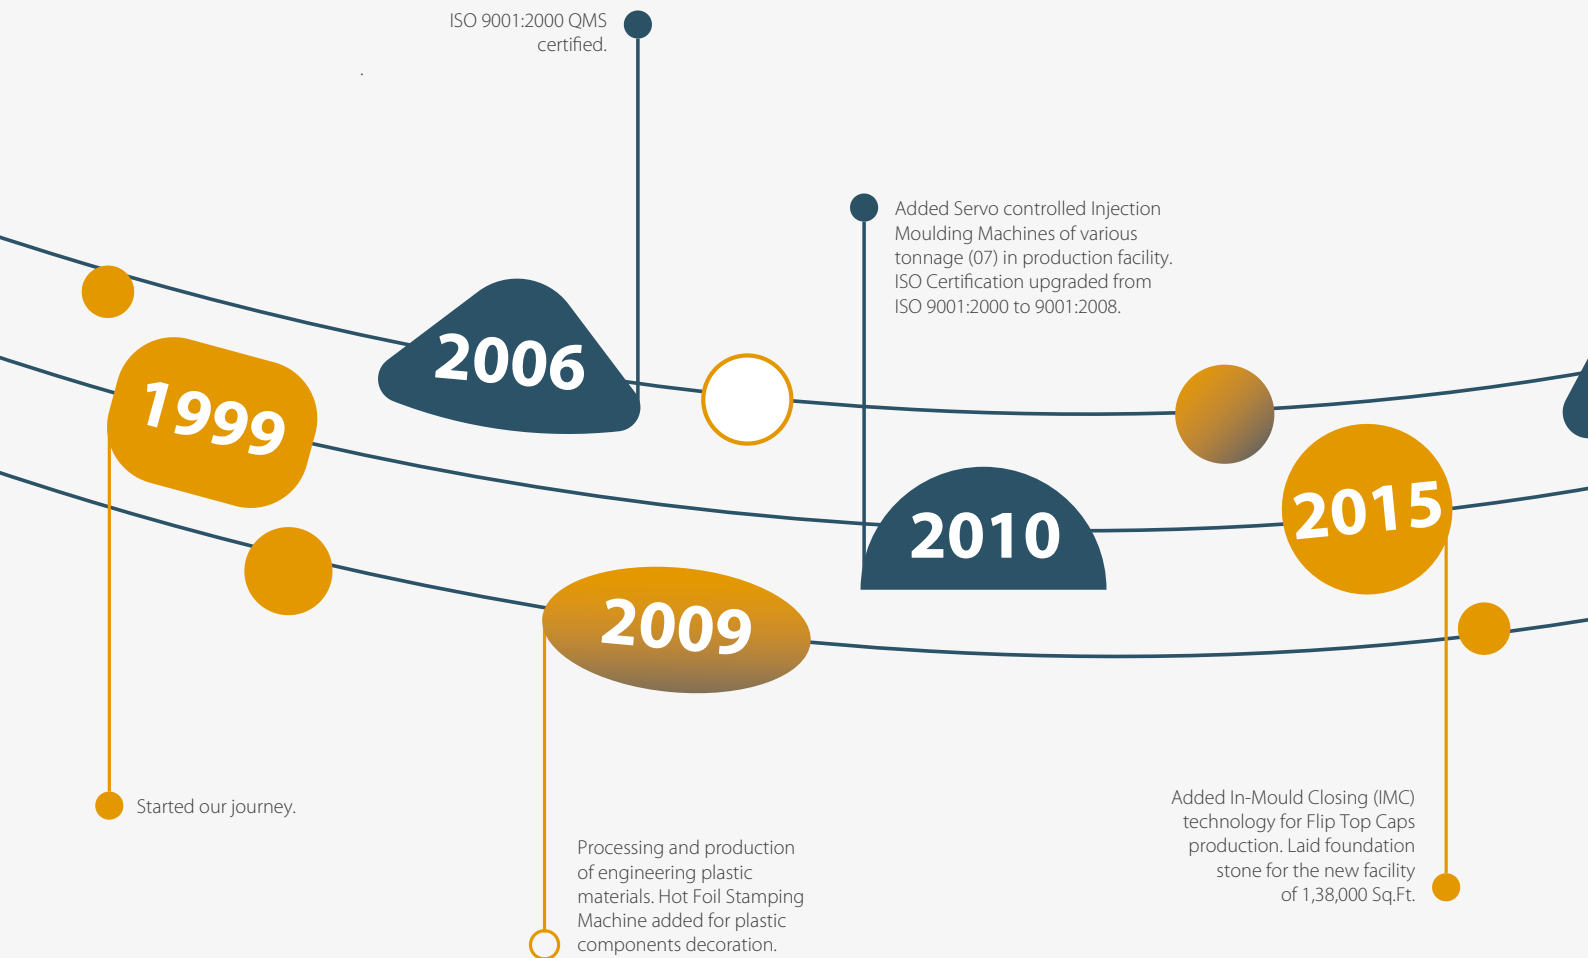 ISO 9001:2000 QMS
certified.
Added Servo controlled Injection
Moulding Machines of various
tonnage (07) in production facility.
ISO Certification upgraded from
ISO 9001:2000 to 9001:2008.
2006
1999
2015
2010
2009
Started our journey.
Processing and production
of engineering plastic
materials. Hot Foil Stamping
Machine added for plastic
components decoration.
Added In-Mould Closing (IMC)
technology for Flip Top Caps
production. Laid foundation
stone for the new facility
of 1,38,000 Sq.Ft.